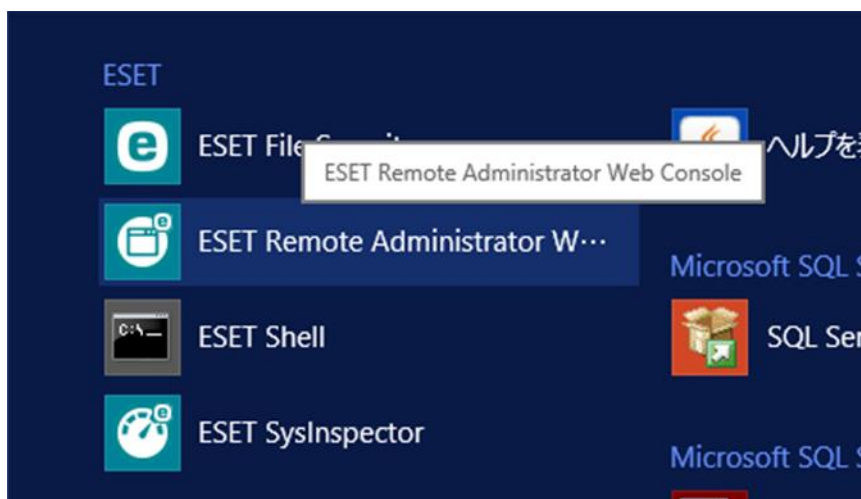 ESET
ESET File
ESET Remote Administrator Web Console
ESET Remote Administrator W…
ESET Shell
C:\
ESET SysInspector
ヘルプを
Microsoft SQL
SQL
Microsoft SQL